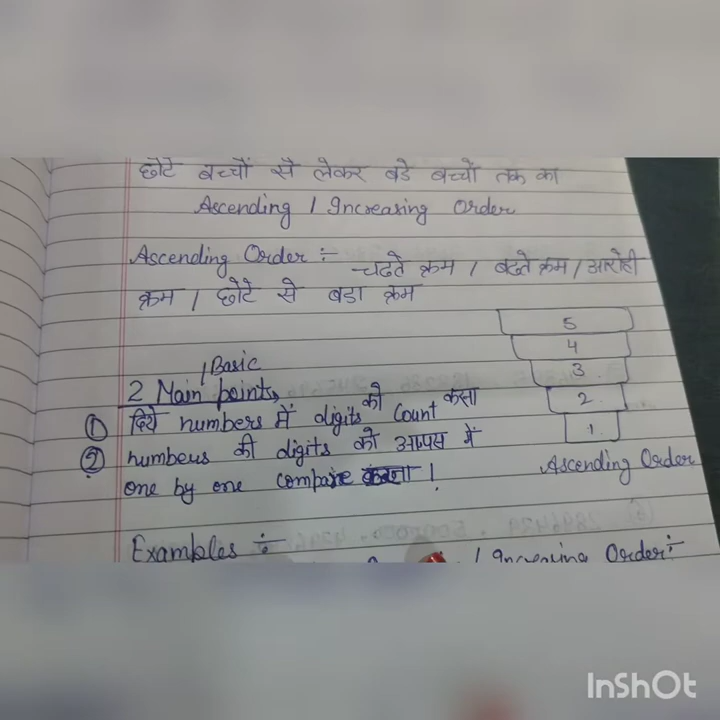 छोटे बच्चों से लेकर बडे बच्चों तक का
Ascending / Increasing Order
Ascending Order :- चढते क्रम / बढते क्रम / आरोही
क्रम / छोटे से बडा क्रम
5
4
3
2
1
Ascending Order
/ Basic
2 Main points,
① दिये numbers में digits को count करना
② numbers की digits को आपस में
one by one compare करना।
Examples ÷
/ Increasing Order :-
InShOt